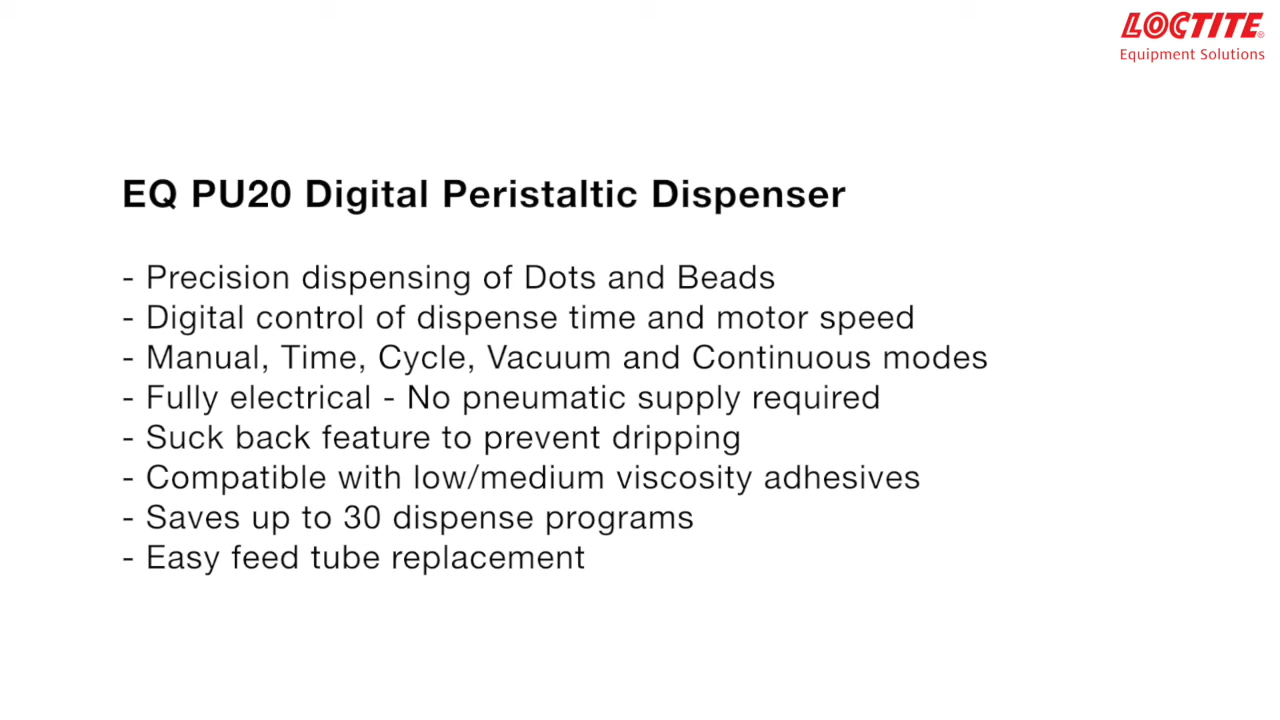 LOCTITE®
Equipment Solutions
EQ PU20 Digital Peristaltic Dispenser
- Precision dispensing of Dots and Beads
- Digital control of dispense time and motor speed
- Manual, Time, Cycle, Vacuum and Continuous modes
- Fully electrical - No pneumatic supply required
- Suck back feature to prevent dripping
- Compatible with low/medium viscosity adhesives
- Saves up to 30 dispense programs
- Easy feed tube replacement